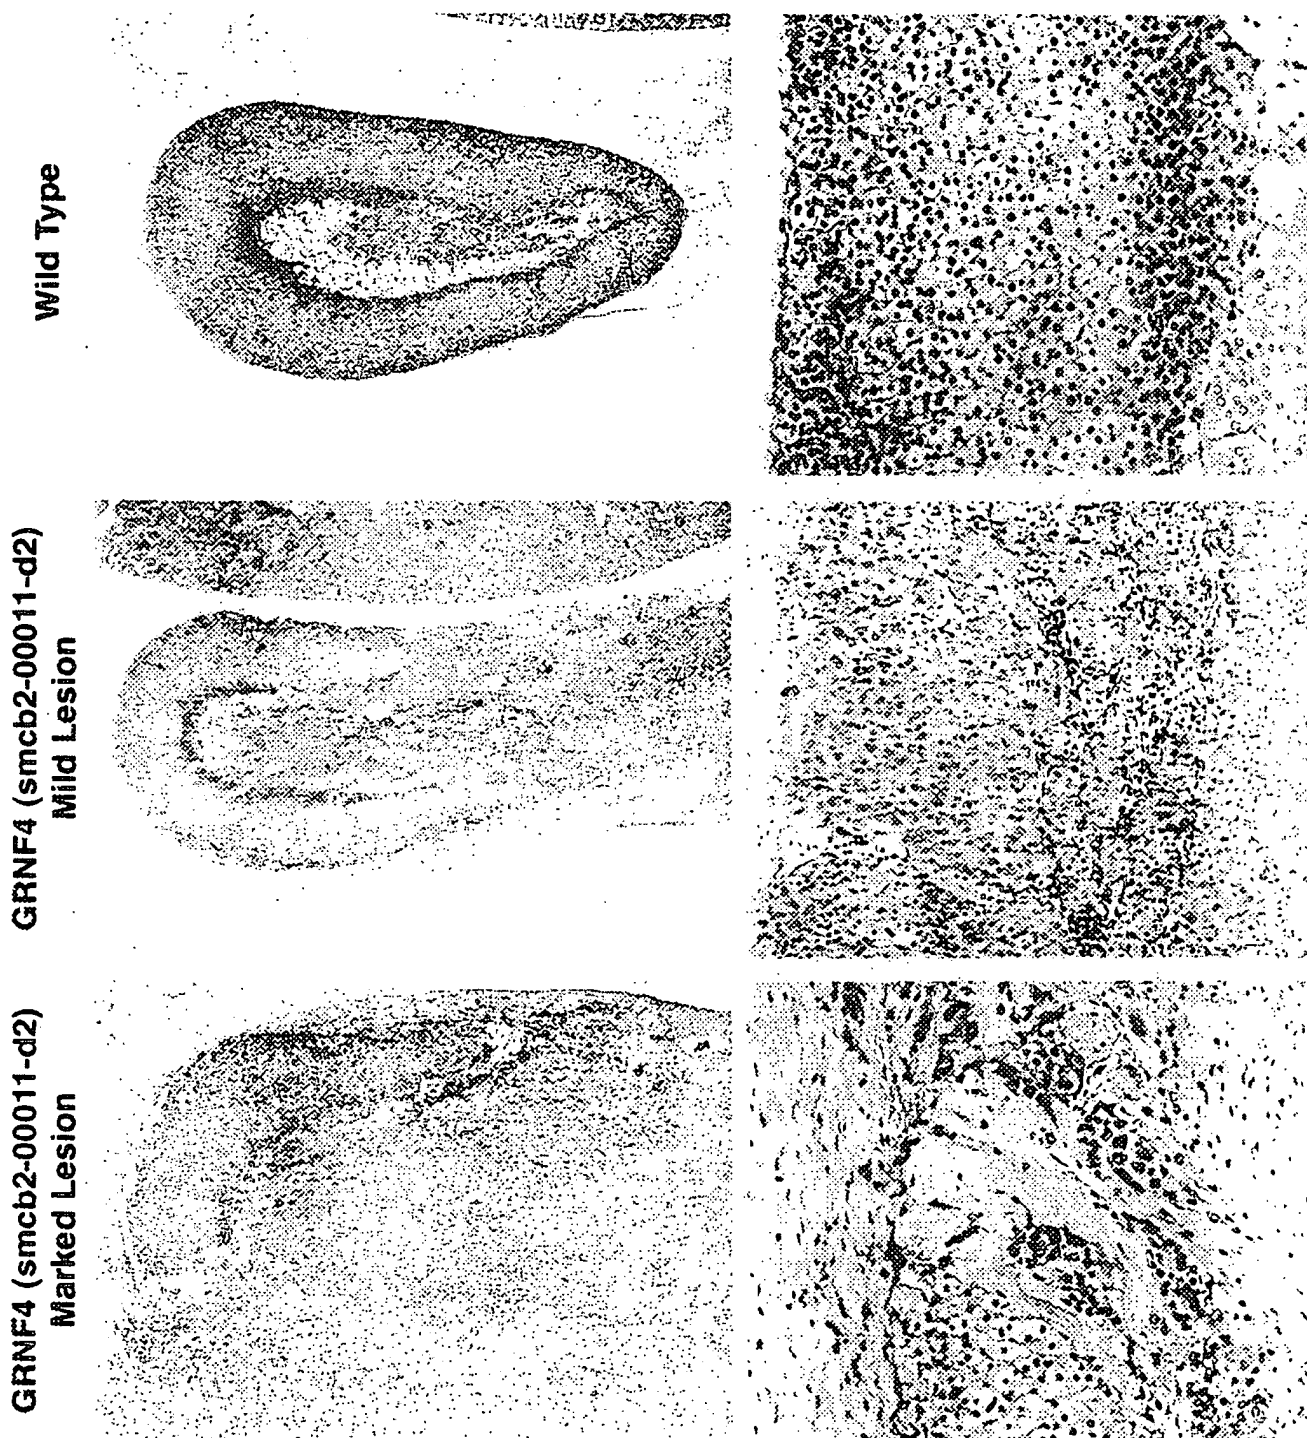 Wild Type
GRNF4 (smcb2-00011-d2)
Mild Lesion
GRNF4 (smcb2-00011-d2)
Marked Lesion